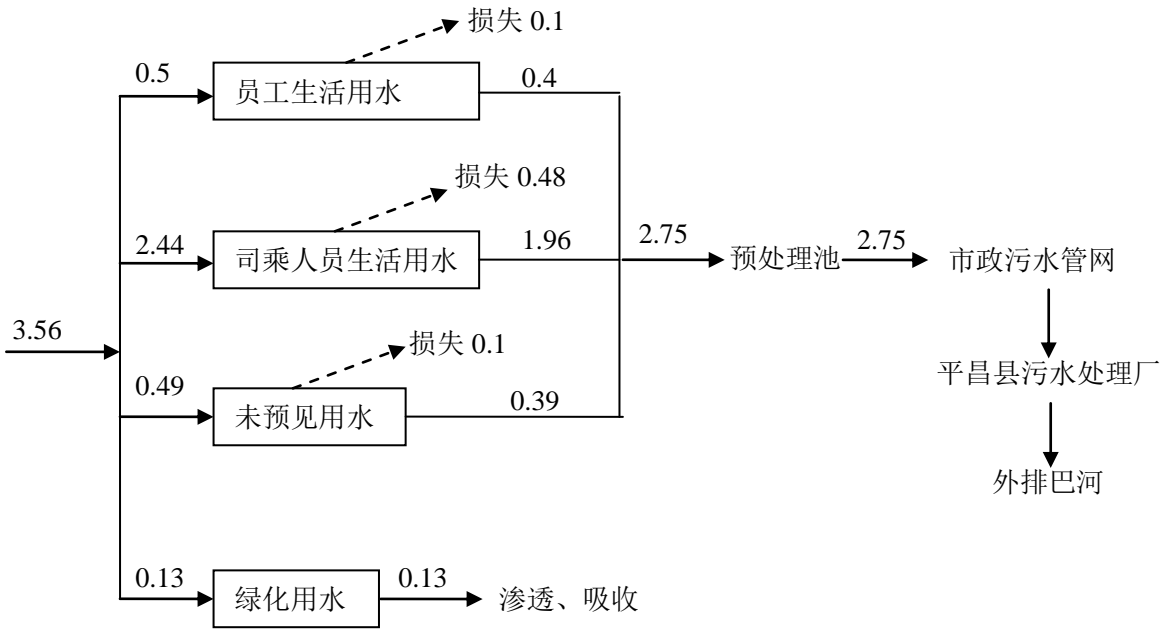 损失 0.1
0.5
员工生活用水
0.4
损失 0.48
2.44
司乘人员生活用水
1.96
2.75
预处理池
2.75
市政污水管网
3.56
损失 0.1
平昌县污水处理厂
0.49
未预见用水
0.39
外排巴河
0.13
绿化用水
0.13
渗透、吸收